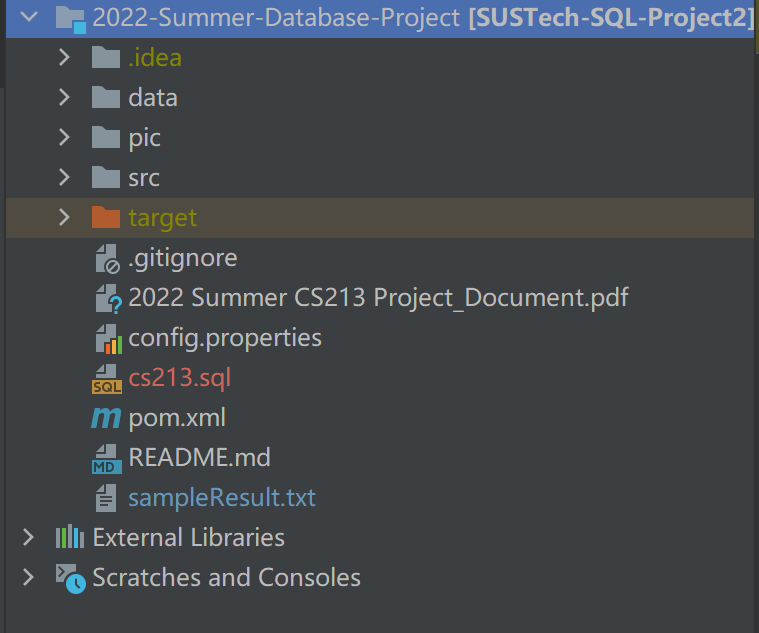 2022-Summer-Database-Project [SUSTech-SQL-Project2]
.idea
data
pic
src
target
.gitignore
2022 Summer CS213 Project_Document.pdf
config.properties
SQL cs213.sql
m pom.xml
MD README.md
sampleResult.txt
External Libraries
Scratches and Consoles